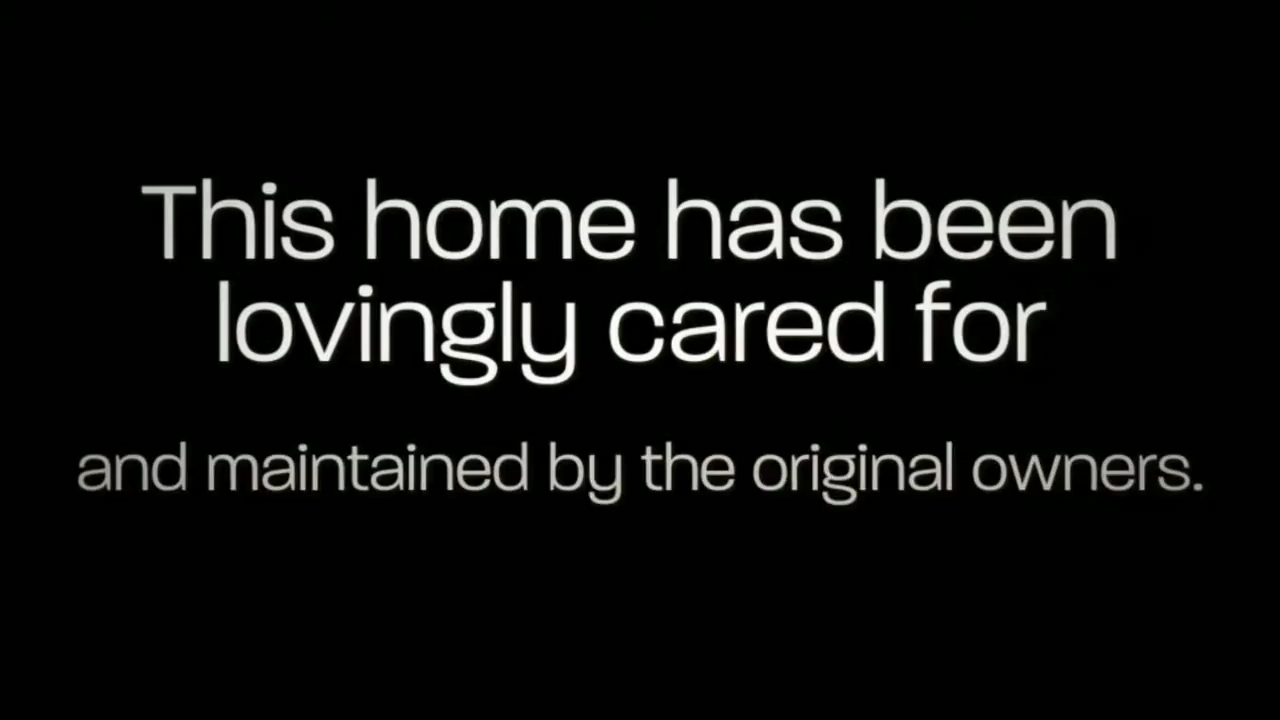 This home has been
lovingly cared for
and maintained by the original owners.